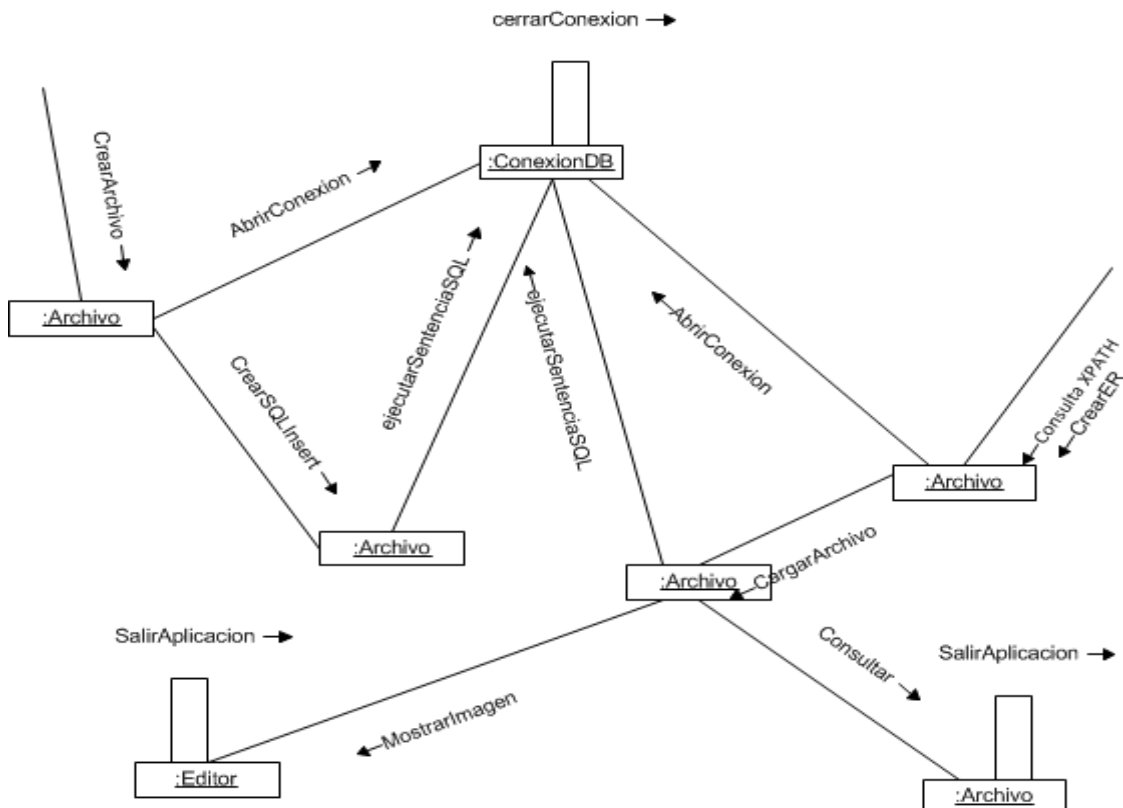 cerrarConexion
CrearArchivo
AbrirConexion
:ConexionDB
ejecutarSentenciaSQL
ejecutarSentenciaSQL
AbrirConexion
:Archivo
CrearSQLInsert
Consulta XPATH
CrearER
:Archivo
:Archivo
:Archivo
CargarArchivo
SalirAplicacion
Consultar
SalirAplicacion
MostrarImagen
:Editor
:Archivo